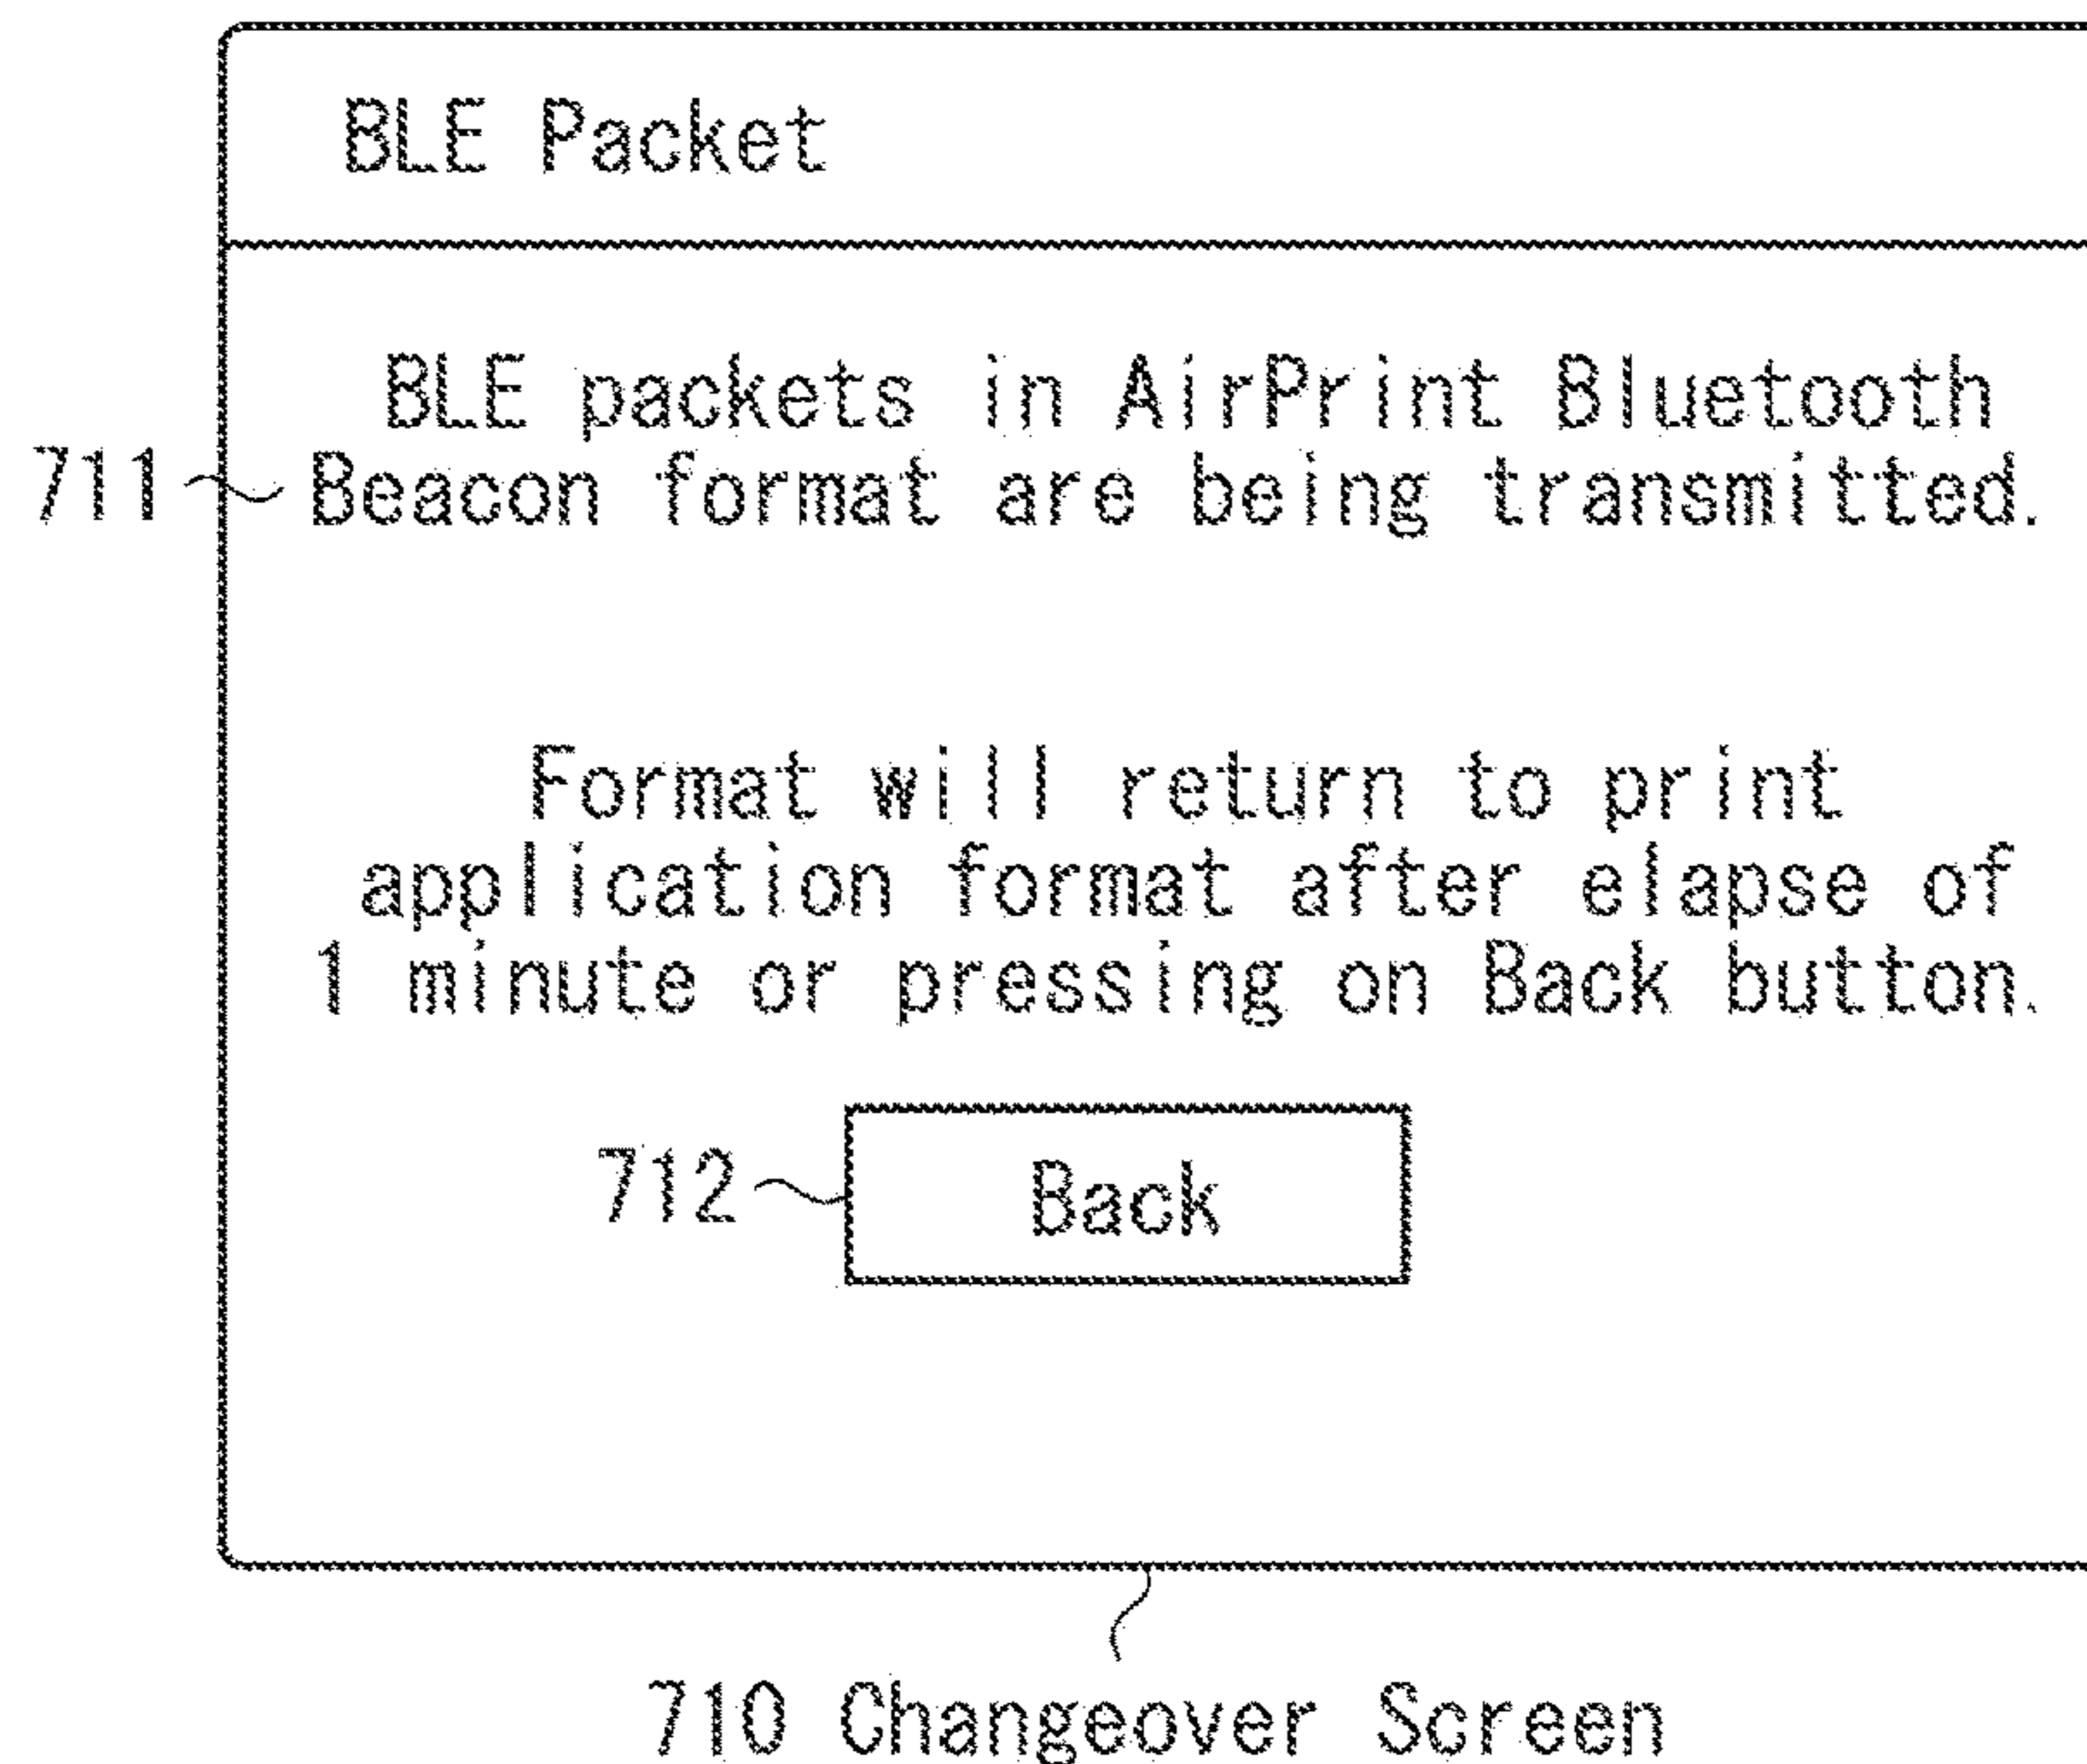 BLE Packet
BLE packets in AirPrint Bluetooth
711 Beacon format are being transmitted.
Format will return to print
application format after elapse of
1 minute or pressing on Back button.
712 Back
710 Changeover Screen